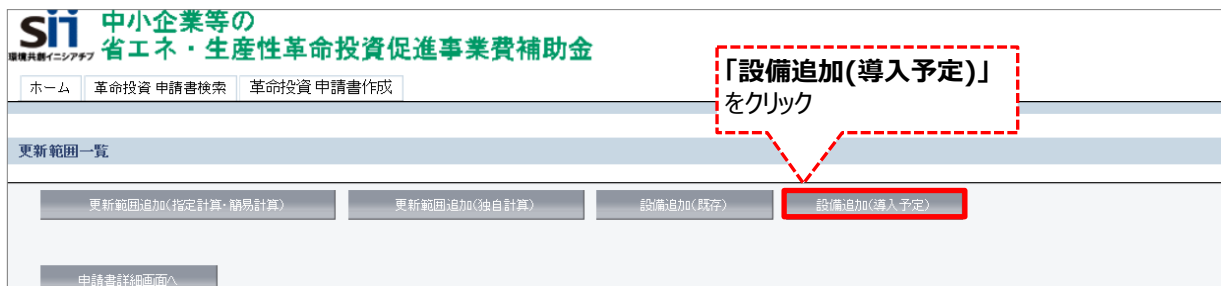 Sii 中小企業等の
環境共創イニシアチブ 省エネ・生産性革命投資促進事業費補助金
「設備追加(導入予定)」
をクリック
ホーム 革命投資 申請書検索 革命投資 申請書作成
更新範囲一覧
更新範囲追加(指定計算・簡易計算) 更新範囲追加(独自計算) 設備追加(既存) 設備追加(導入予定)
申請書詳細画面へ